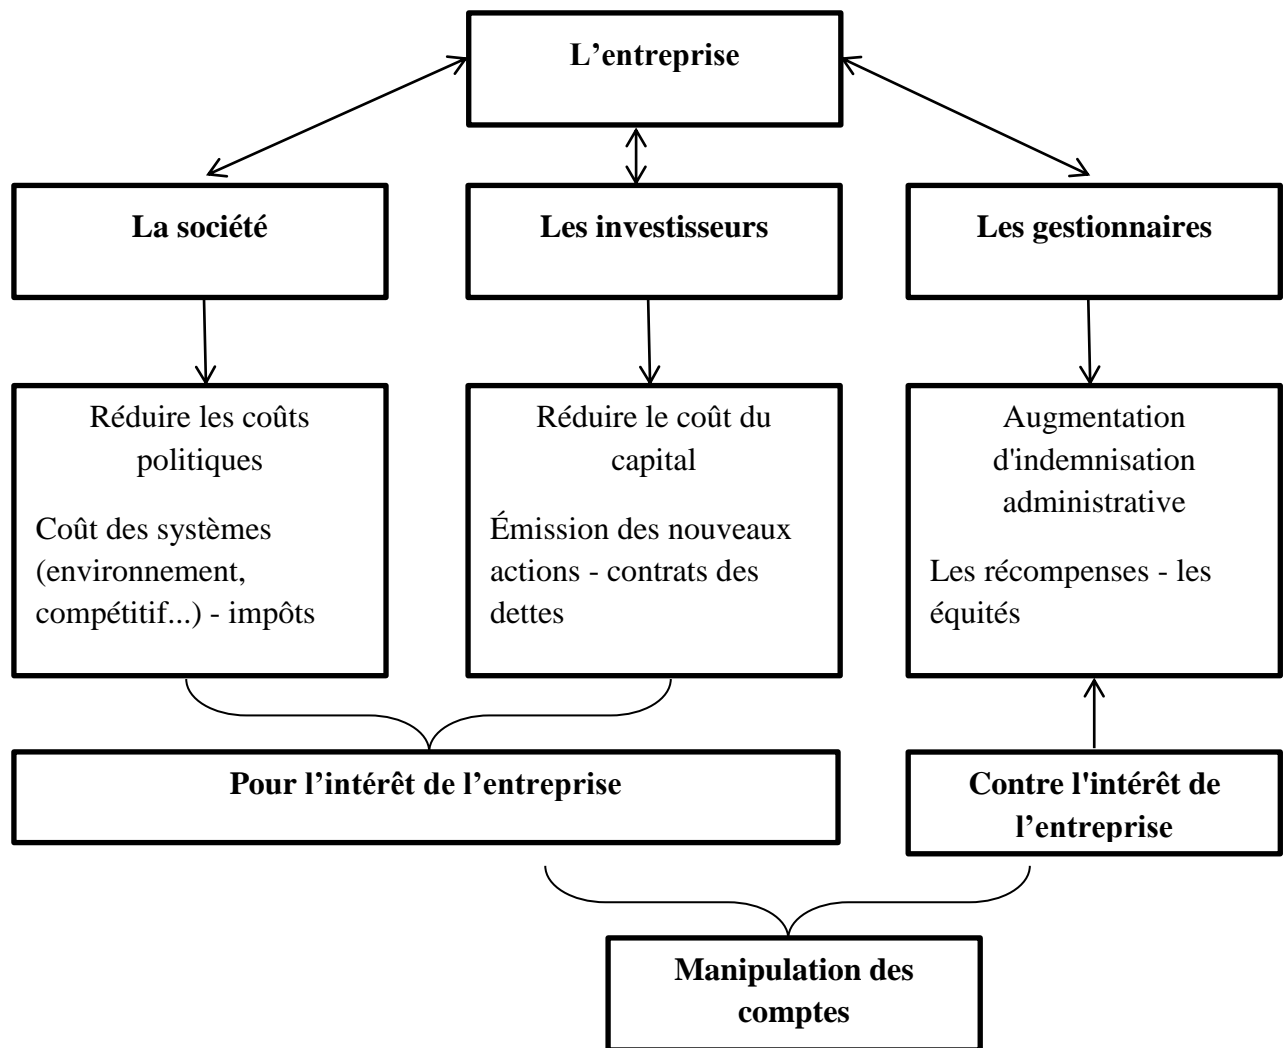 L’entreprise
La société
Les investisseurs
Les gestionnaires
Réduire les coûts
politiques
Coût des systèmes
(environnement,
compétitif...) - impôts
Réduire le coût du
capital
Émission des nouveaux
actions - contrats des
dettes
Augmentation
d'indemnisation
administrative
Les récompenses - les
équités
Pour l’intérêt de l’entreprise
Contre l'intérêt de
l’entreprise
Manipulation des
comptes